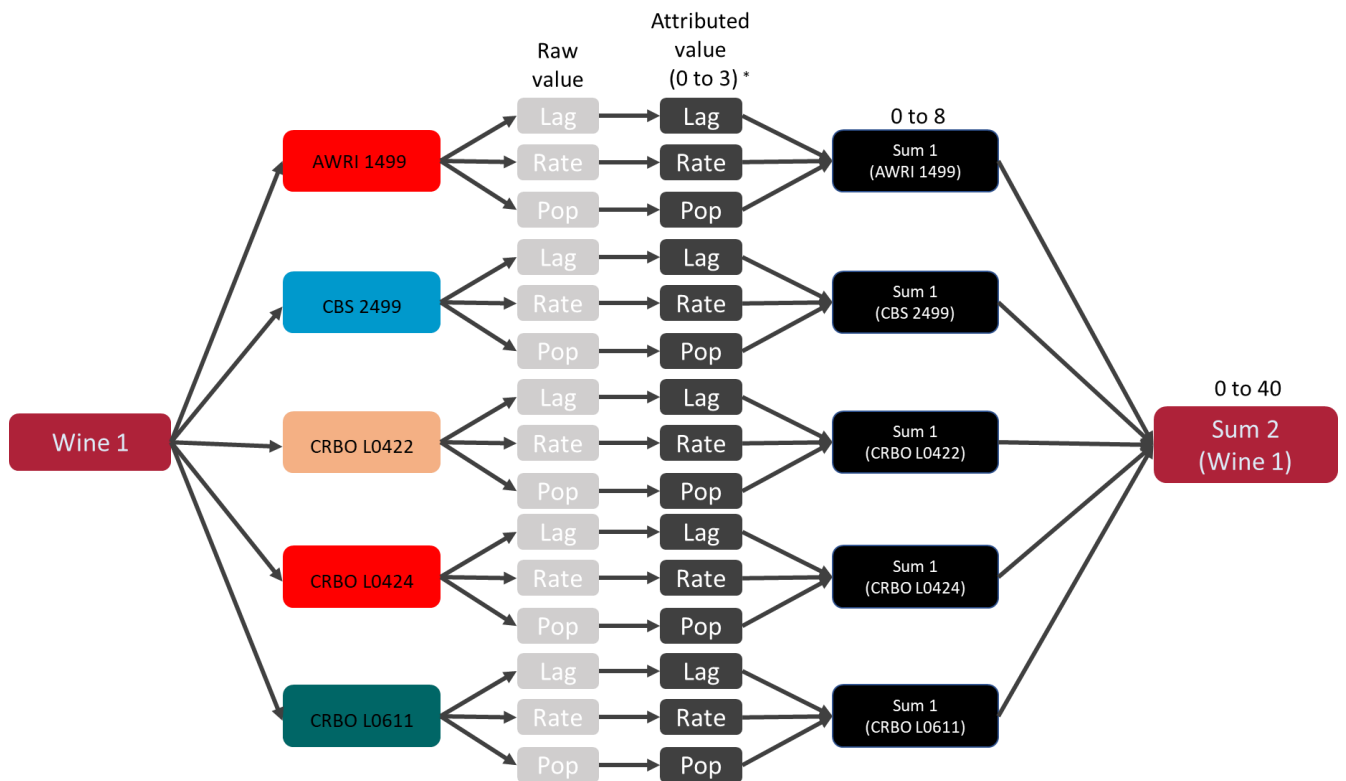 Raw
value
Attributed
value
(0 to 3) *
Lag
Lag
0 to 8
AWRI 1499
Rate
Rate
Sum 1
(AWRI 1499)
Pop
Pop
Lag
Lag
CBS 2499
Rate
Rate
Sum 1
(CBS 2499)
Pop
Pop
Wine 1
Lag
Lag
CRBO L0422
Rate
Rate
Sum 1
(CRBO L0422)
Pop
Pop
0 to 40
Sum 2
(Wine 1)
Lag
Lag
CRBO L0424
Rate
Rate
Sum 1
(CRBO L0424)
Pop
Pop
Lag
Lag
CRBO L0611
Rate
Rate
Sum 1
(CRBO L0611)
Pop
Pop